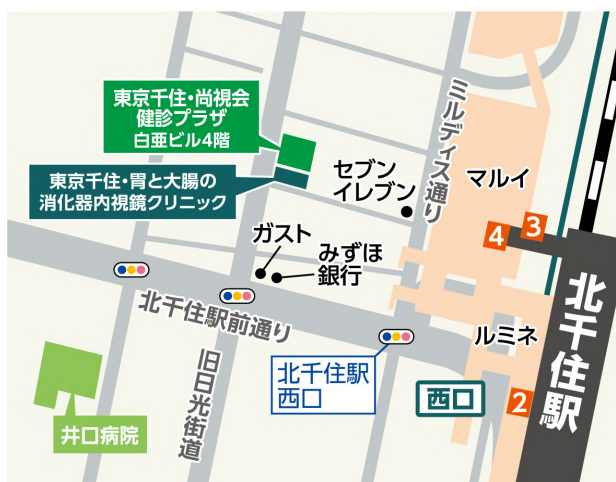 東京千住・尚視会
健診プラザ
白亜ビル4階
東京千住・胃と大腸の
消化器内視鏡クリニック
セブン
イレブン
ミルディス通り
マルイ
4
3
ガスト
みずほ
銀行
北千住駅前通り
旧日光街道
北千住駅
西口
ルミネ
西口
2
北千住駅
井口病院